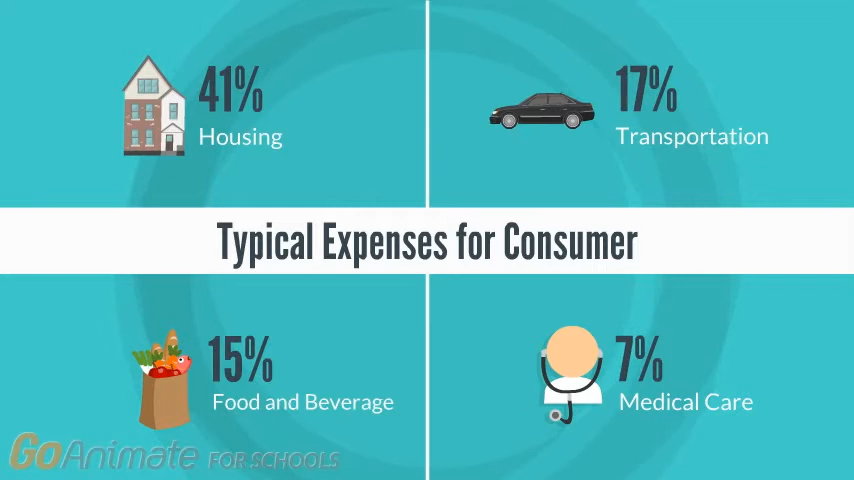 41%
Housing
17%
Transportation
Typical Expenses for Consumer
15%
Food and Beverage
7%
Medical Care
GoAnimate FOR SCHOOLS